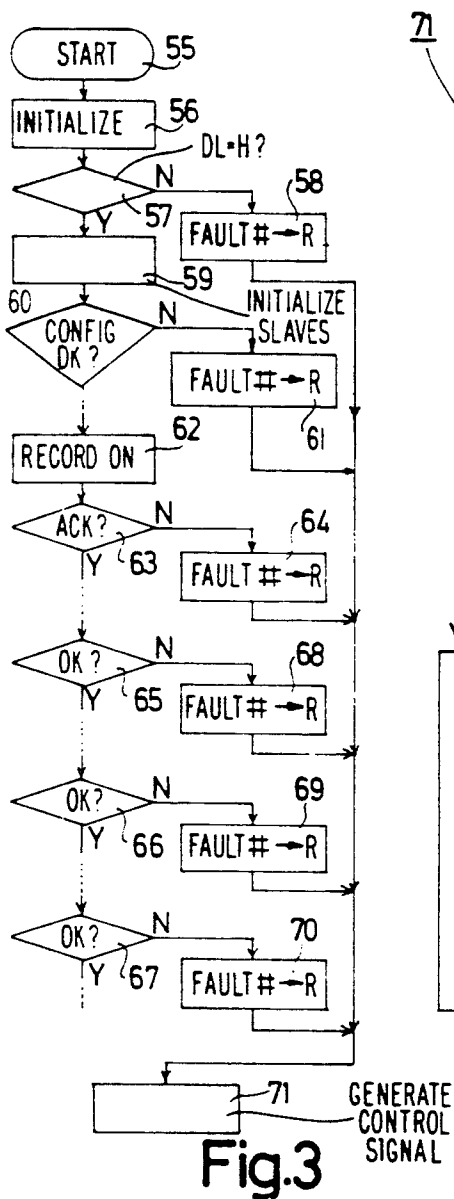 71
START
55
INITIALIZE
56
DL=H?
57
N
Y
58
FAULT # → R
59
INITIALIZE
SLAVES
60
CONFIG
OK?
N
FAULT # → R
61
62
RECORD ON
ACK?
N
Y
63
64
FAULT # → R
OK?
N
Y
65
68
FAULT # → R
OK?
N
Y
66
69
FAULT # → R
OK?
N
Y
67
70
FAULT # → R
71
GENERATE
CONTROL
SIGNAL
Fig.3